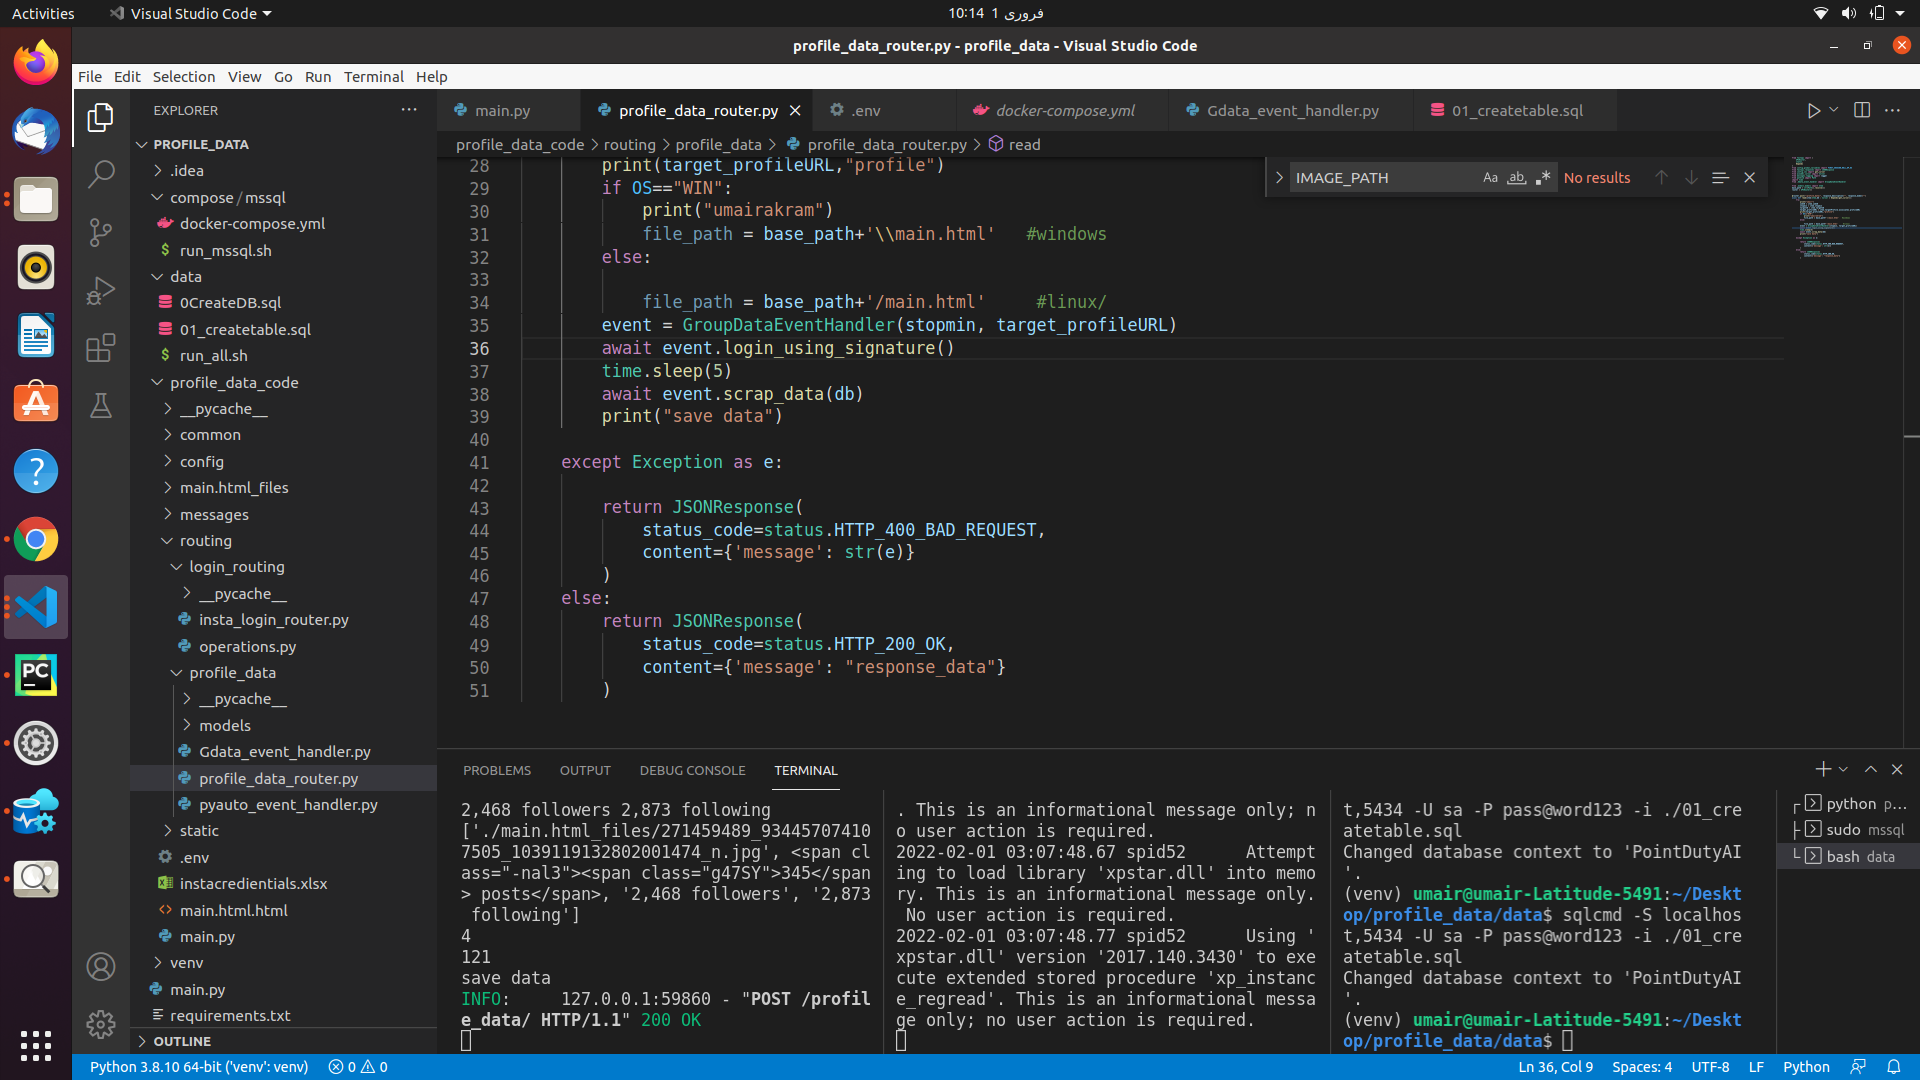 Activities
Visual Studio Code
10:14 1 فروری
profile_data_router.py - profile_data - Visual Studio Code
File Edit Selection View Go Run Terminal Help
EXPLORER
PROFILE_DATA
.idea
compose / mssql
docker-compose.yml
$ run_mssql.sh
data
0CreateDB.sql
01_createtable.sql
$ run_all.sh
profile_data_code
__pycache__
common
config
main.html_files
messages
routing
login_routing
__pycache__
insta_login_router.py
operations.py
profile_data
__pycache__
models
Gdata_event_handler.py
profile_data_router.py
pyauto_event_handler.py
static
.env
instacredientials.xlsx
main.html.html
main.py
venv
main.py
requirements.txt
OUTLINE
main.py
profile_data_router.py
.env
docker-compose.yml
Gdata_event_handler.py
01_createtable.sql
profile_data_code > routing > profile_data > profile_data_router.py > read
IMAGE_PATH
Aa ab
No results
28 print(target_profileURL,"profile")
29 if OS=="WIN":
30 print("umairakram")
31 file_path = base_path+'\\main.html' #windows
32 else:
33
34 file_path = base_path+'/main.html' #linux/
35 event = GroupDataEventHandler(stopmin, target_profileURL)
36 await event.login_using_signature()
37 time.sleep(5)
38 await event.scrap_data(db)
39 print("save data")
40
41 except Exception as e:
42
43 return JSONResponse(
44 status_code=status.HTTP_400_BAD_REQUEST,
45 content={'message': str(e)}
46 )
47 else:
48 return JSONResponse(
49 status_code=status.HTTP_200_OK,
50 content={'message': "response_data"}
51 )
PROBLEMS OUTPUT DEBUG CONSOLE TERMINAL
2,468 followers 2,873 following
['./main.html_files/271459489_93445707410
7505_1039119132802001474_n.jpg', <span cl
ass="-nal3"><span class="g47SY">345</span
> posts</span>, '2,468 followers', '2,873
following']
4
121
save data
INFO: 127.0.0.1:59860 - "POST /profil
e_data/ HTTP/1.1" 200 OK
. This is an informational message only; n
o user action is required.
2022-02-01 03:07:48.67 spid52 Attempt
ing to load library 'xpstar.dll' into memo
ry. This is an informational message only.
No user action is required.
2022-02-01 03:07:48.77 spid52 Using '
xpstar.dll' version '2017.140.3430' to exe
cute extended stored procedure 'xp_instanc
e_regread'. This is an informational messa
ge only; no user action is required.
t,5434 -U sa -P pass@word123 -i ./01_cre
atetable.sql
Changed database context to 'PointDutyAI
'.
(venv) umair@umair-Latitude-5491:~/Deskt
op/profile_data/data$ sqlcmd -S localhos
t,5434 -U sa -P pass@word123 -i ./01_cre
atetable.sql
Changed database context to 'PointDutyAI
'.
(venv) umair@umair-Latitude-5491:~/Deskt
op/profile_data/data$
python p...
sudo mssql
bash data
Python 3.8.10 64-bit ('venv': venv) 0 0
Ln 36, Col 9 Spaces: 4 UTF-8 LF Python
PC